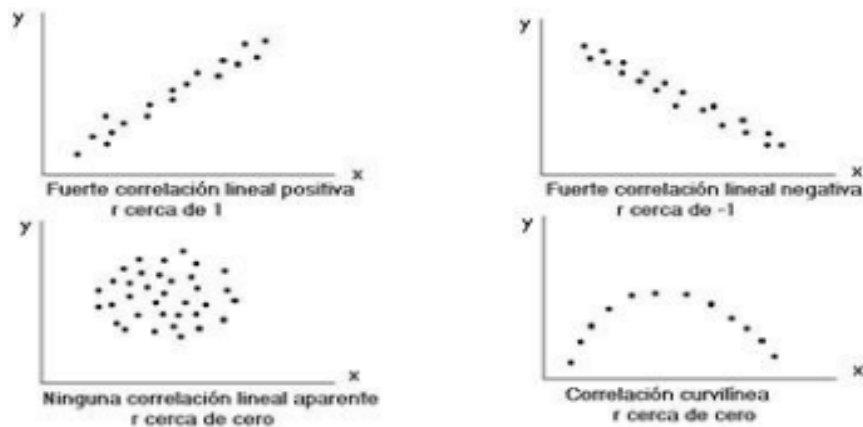 y
x
Fuerte correlación lineal positiva
r cerca de 1
y
x
Fuerte correlación lineal negativa
r cerca de -1
y
x
Ninguna correlación lineal aparente
r cerca de cero
y
x
Correlación curvilínea
r cerca de cero